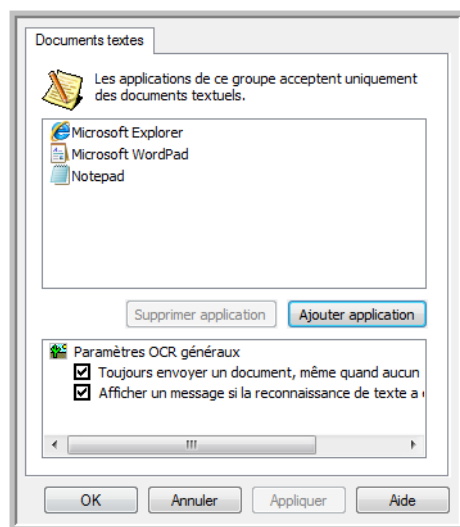 Documents textes
Les applications de ce groupe acceptent uniquement
des documents textuels.
Microsoft Explorer
Microsoft WordPad
Notepad
Supprimer application
Ajouter application
Paramètres OCR généraux
Toujours envoyer un document, même quand aucun
Afficher un message si la reconnaissance de texte a
OK
Annuler
Appliquer
Aide